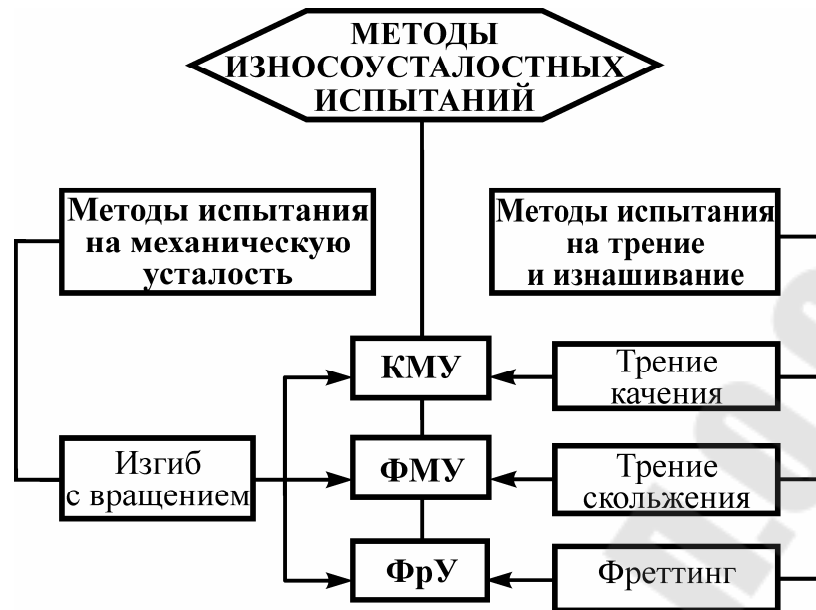 МЕТОДЫ
ИЗНОСОУСТАЛОСТНЫХ
ИСПЫТАНИЙ
Методы испытания
на механическую
усталость
Методы испытания
на трение
и изнашивание
КМУ
Трение
качения
Изгиб
с вращением
ФМУ
Трение
скольжения
ФрУ
Фреттинг